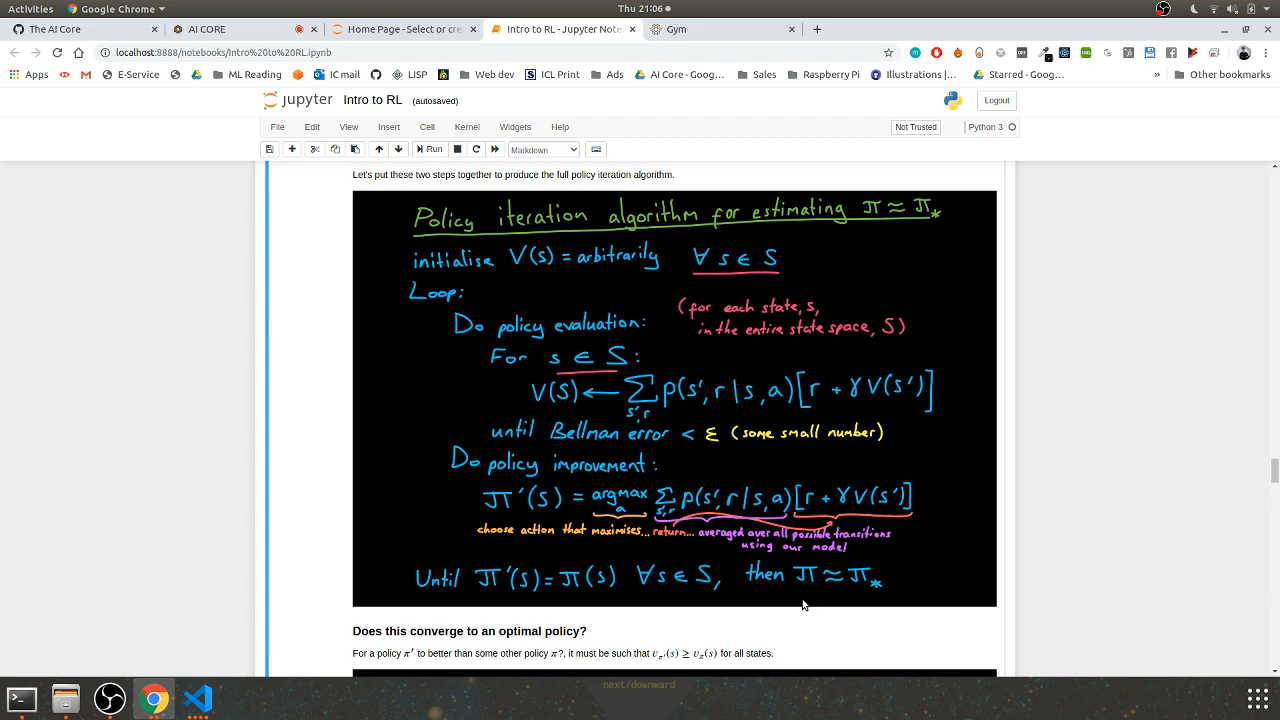 Activities
Google Chrome
Thu 21:06
The AI Core
AI CORE
Home Page - Select or cre
Intro to RL - Jupyter Note
Gym
localhost:8888/notebooks/Intro%20to%20RL.ipynb
Apps
E-Service
ML Reading
iC mail
LISP
Web dev
ICL Print
Ads
AI Core - Goog...
Sales
Raspberry Pi
Illustrations |...
Starred - Goog...
Other bookmarks
jupyter Intro to RL (autosaved)
Logout
File Edit View Insert Cell Kernel Widgets Help
Not Trusted
Python 3
Run
Markdown
Let's put these two steps together to produce the full policy iteration algorithm.
Policy iteration algorithm for estimating π ≈ π*
initialise V(s) = arbitrarily ∀ s ∈ S
Loop:
(for each state, s,
in the entire state space, S)
Do policy evaluation:
For s ∈ S:
V(S) ← Σ p(s', r | s, a) [r + γ V(s')]
s', r
until Bellman error < ε (some small number)
Do policy improvement:
π'(s) = argmax Σ p(s', r | s, a) [r + γ V(s')]
a s', r
choose action that maximises... return... averaged over all possible transitions
using our model
Until π'(s) = π(s) ∀ s ∈ S, then π ≈ π*
Does this converge to an optimal policy?
For a policy π′ to better than some other policy π?, it must be such that vπ′(s) ≥ vπ(s) for all states.
next/downward